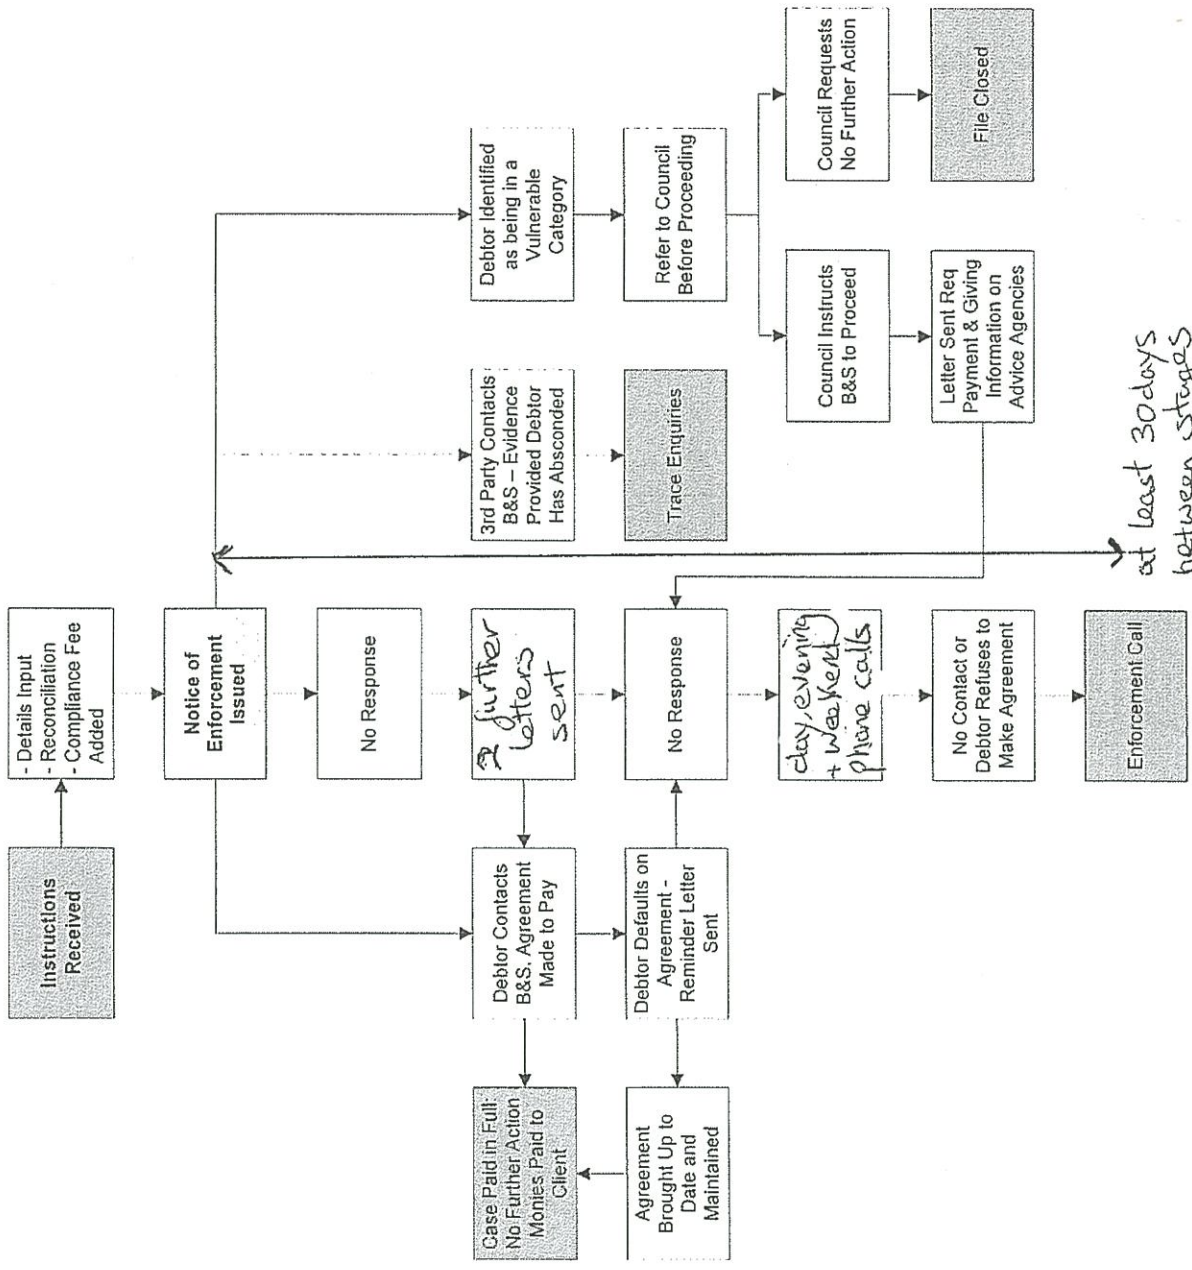 Instructions
Received
- Details Input
- Reconciliation
- Compliance Fee
Added
Notice of
Enforcement
Issued
No Response
Case Paid in Full:
No Further Action
Monies Paid to
Client
Debtor Contacts
B&S. Agreement
Made to Pay
2 further
letters
sent
3rd Party Contacts
B&S – Evidence
Provided Debtor
Has Absconded
Debtor Identified
as being in a
Vulnerable
Category
Agreement
Brought Up to
Date and
Maintained
Debtor Defaults on
Agreement -
Reminder Letter
Sent
No Response
Trace Enquiries
Refer to Council
Before Proceeding
day, evening
+ weekend
phone calls
Council Instructs
B&S to Proceed
Council Requests
No Further Action
No Contact or
Debtor Refuses to
Make Agreement
Letter Sent Req
Payment & Giving
Information on
Advice Agencies
File Closed
Enforcement Call
at least 30days
between stages